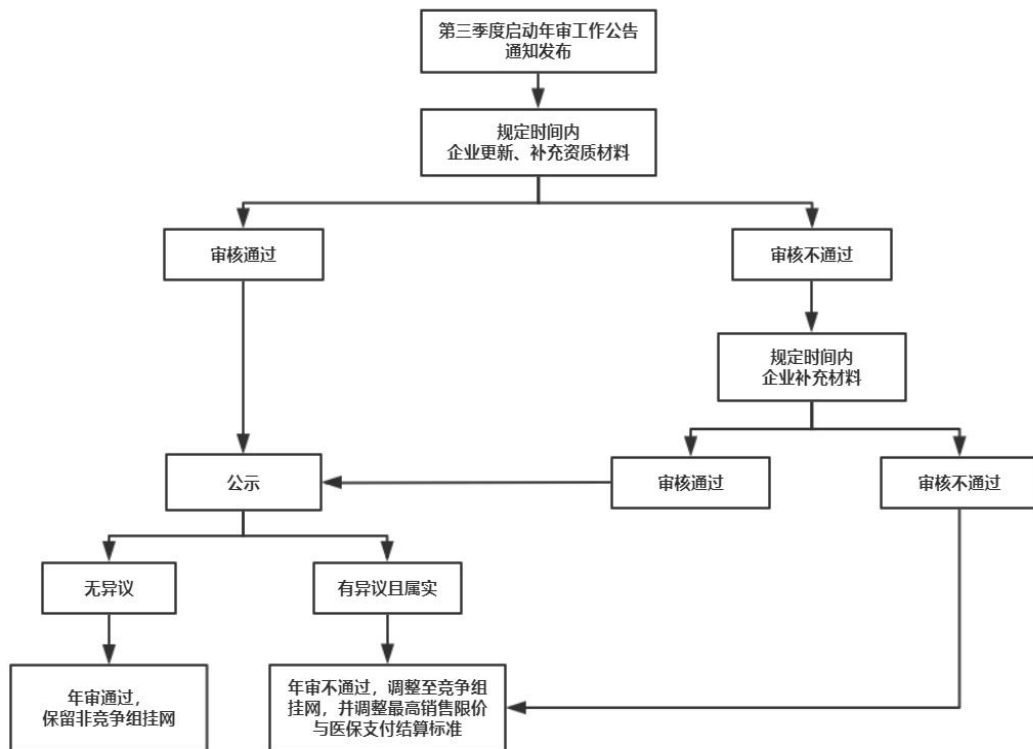 第三季度启动年审工作公告
通知发布
规定时间内
企业更新、补充资质材料
审核通过
审核不通过
规定时间内
企业补充材料
公示
审核通过
审核不通过
无异议
有异议且属实
年审通过，
保留非竞争组挂网
年审不通过，调整至竞争组
挂网，并调整最高销售限价
与医保支付结算标准